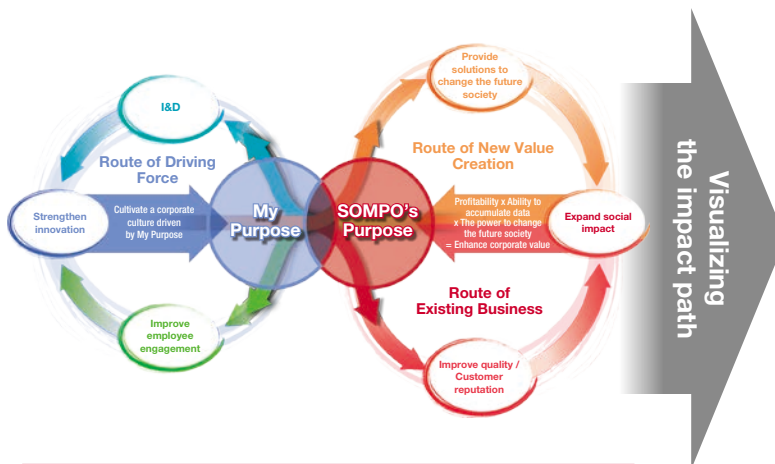 I&D
Route of Driving
Force
Strengthen
innovation
Cultivate a corporate
culture driven
by My Purpose
Improve
employee
engagement
My
Purpose
SOMPO's
Purpose
Provide
solutions to
change the future
society
Route of New Value
Creation
Profitability x Ability to
accumulate data
x The power to change
the future society
= Enhance corporate value
Expand social
impact
Route of
Existing Business
Improve quality /
Customer
reputation
Visualizing
the impact path